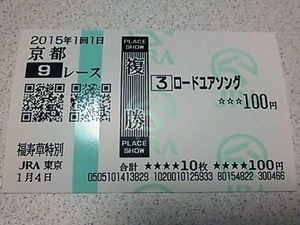 2015年1回1日
京都
9 レース
福寿草特別
JRA 東京
1月4日
PLACE SHOW
複勝
PLACE SHOW
3 ロードユアソング
☆☆☆100円
合計 ★★★★10枚 ★★★★100円
0505101413829 1020010125933 80154822 300466